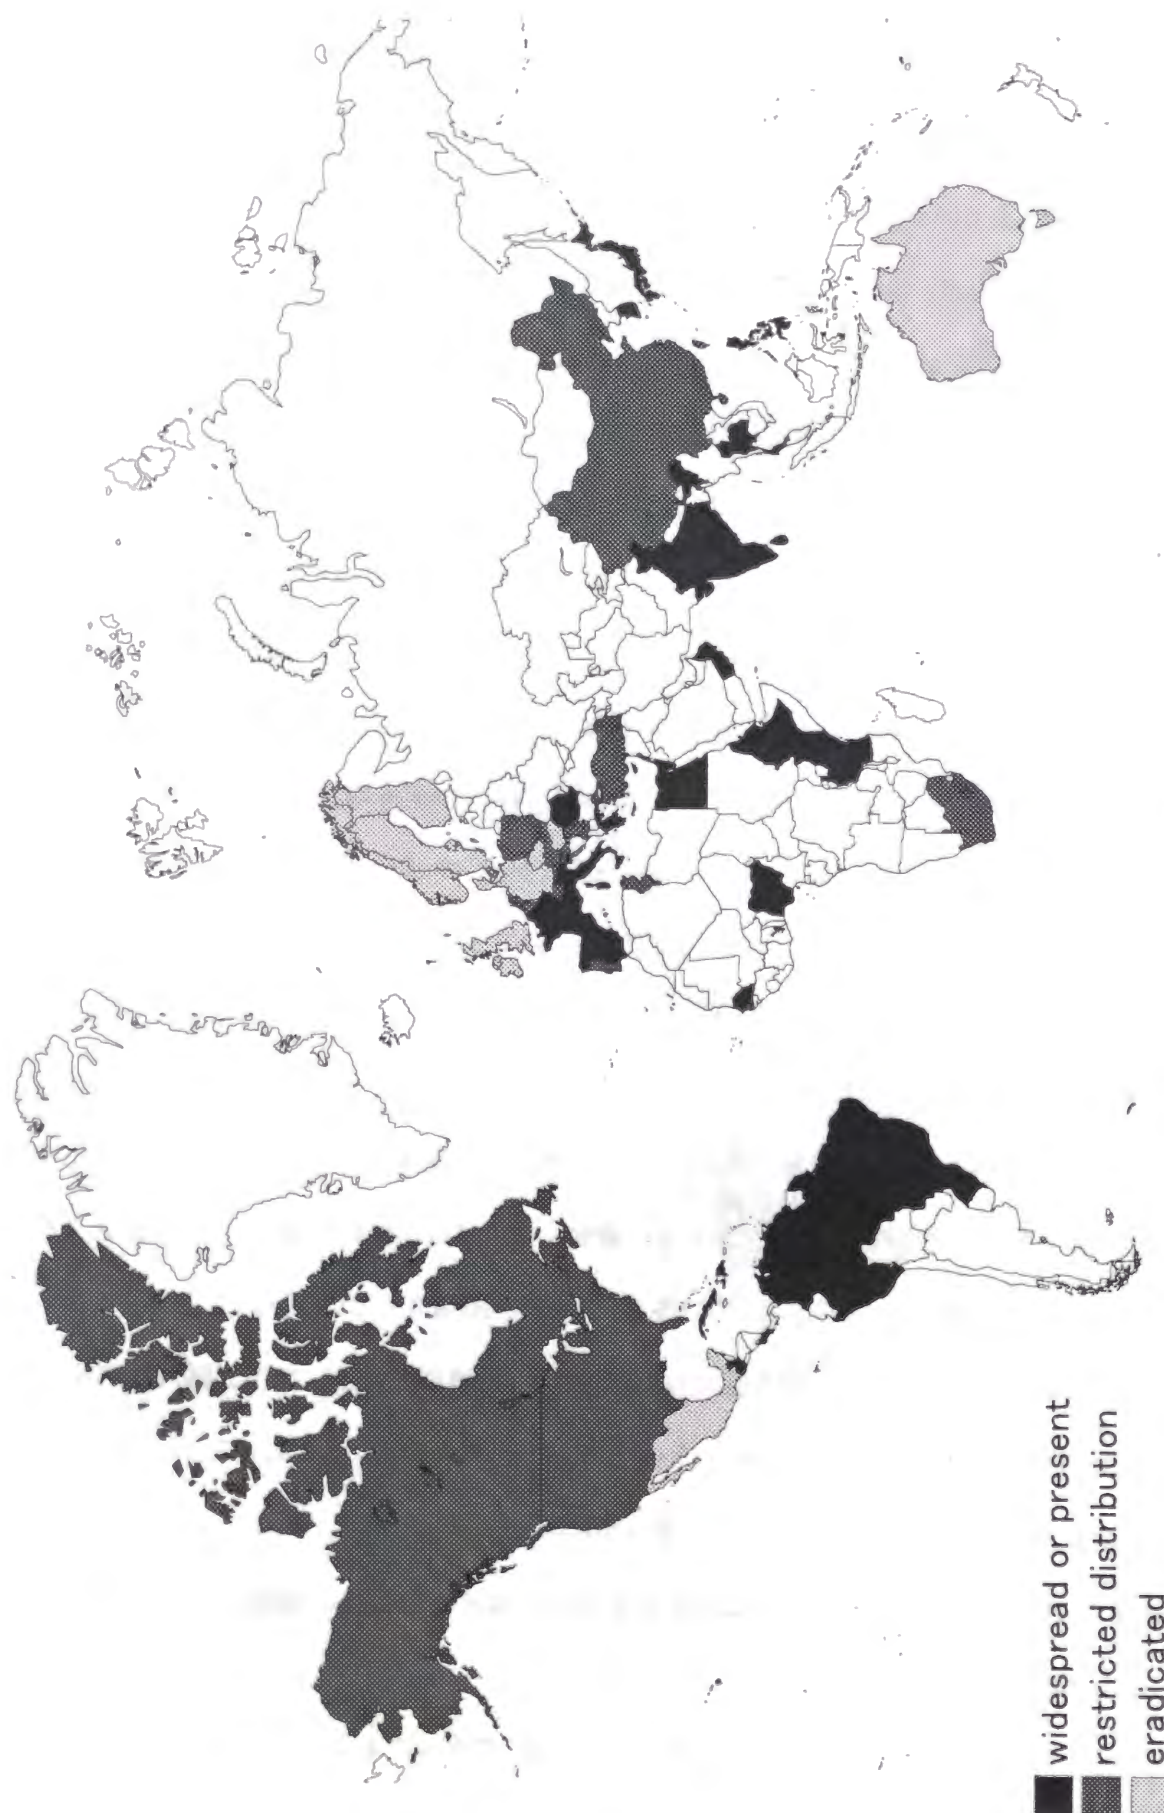 widespread or present
restricted distribution
eradicated